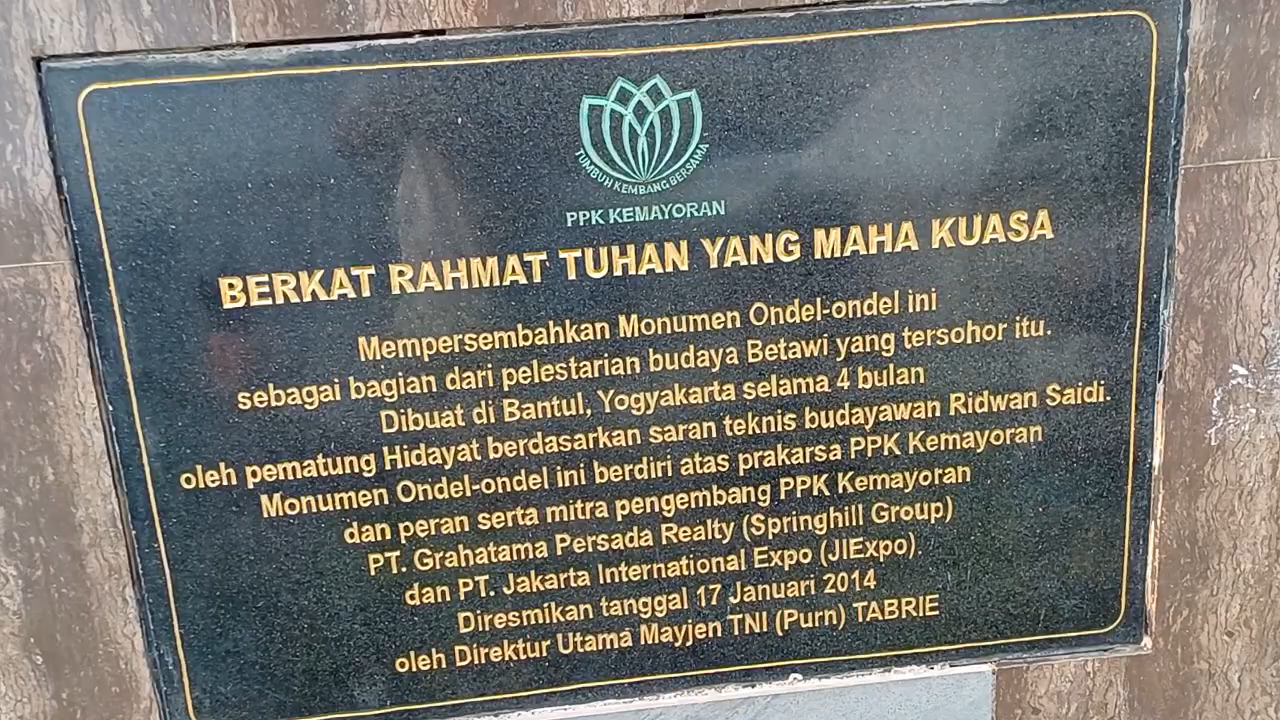 TUMBUH KEMBANG BERSAMA
PPK KEMAYORAN
BERKAT RAHMAT TUHAN YANG MAHA KUASA
Mempersembahkan Monumen Ondel-ondel ini
sebagai bagian dari pelestarian budaya Betawi yang tersohor itu.
Dibuat di Bantul, Yogyakarta selama 4 bulan
oleh pematung Hidayat berdasarkan saran teknis budayawan Ridwan Saidi.
Monumen Ondel-ondel ini berdiri atas prakarsa PPK Kemayoran
dan peran serta mitra pengembang PPK Kemayoran
PT. Grahatama Persada Realty (Springhill Group)
dan PT. Jakarta International Expo (JIExpo).
Diresmikan tanggal 17 Januari 2014
oleh Direktur Utama Mayjen TNI (Purn) TABRIE